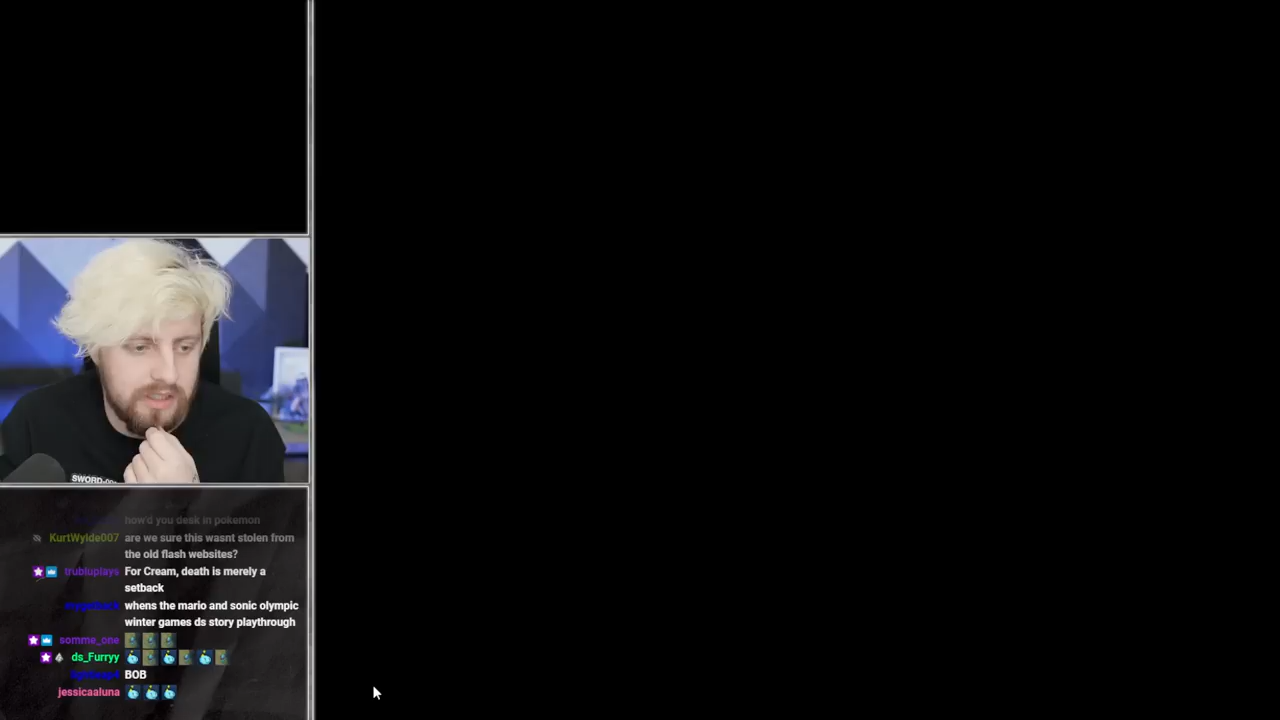 SWORD-
how'd you desk in pokemon
KurtWylde007 are we sure this wasnt stolen from
the old flash websites?
trubluplays For Cream, death is merely a
setback
whens the mario and sonic olympic
winter games ds story playthrough
somme_one
ds_Furryy
BOB
jessicaaluna